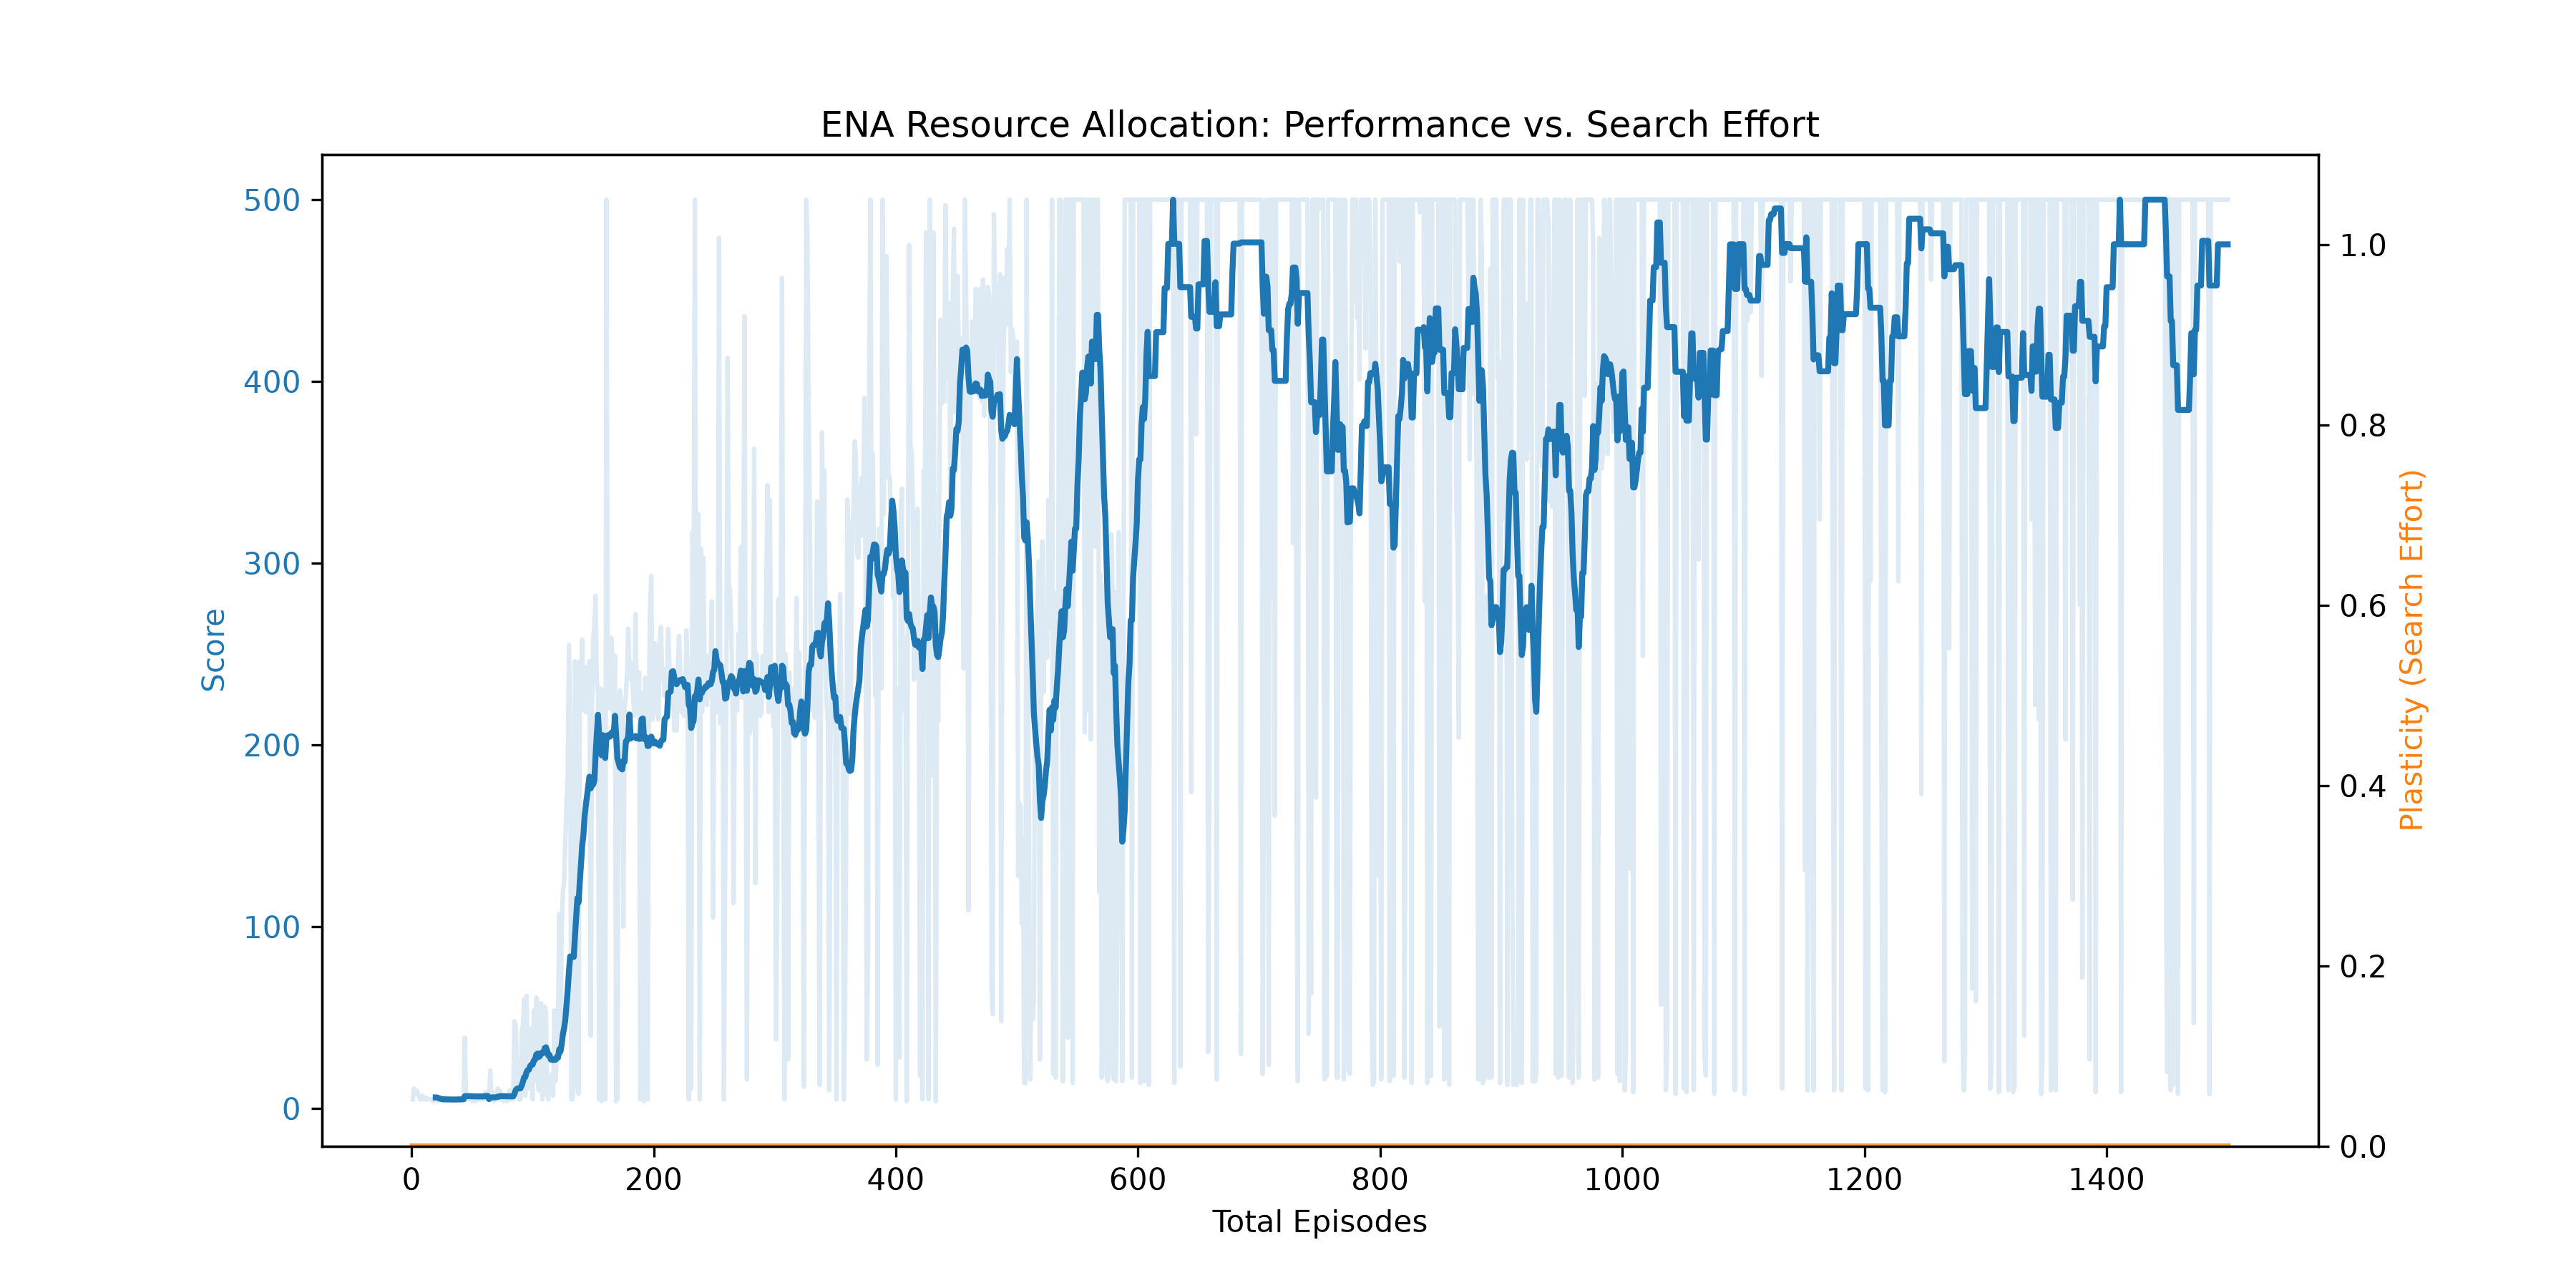 ENA Resource Allocation: Performance vs. Search Effort
500
400
300
200
100
0
Score
1.0
0.8
0.6
0.4
0.2
0.0
Plasticity (Search Effort)
0 200 400 600 800 1000 1200 1400
Total Episodes